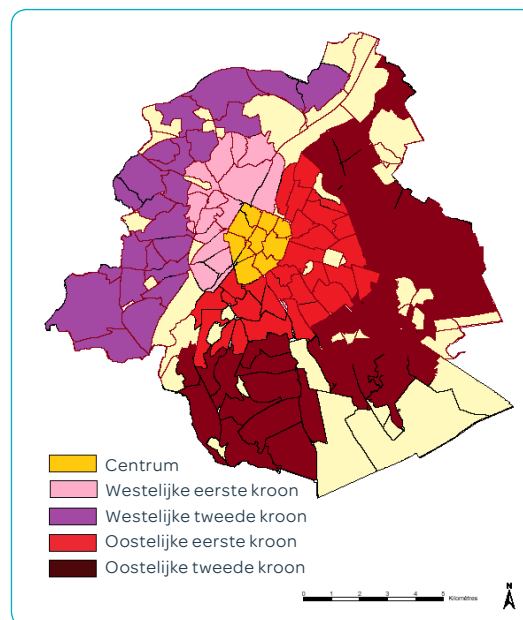 Centrum
Westelijke eerste kroon
Westelijke tweede kroon
Oostelijke eerste kroon
Oostelijke tweede kroon
0 1 2 3 4 5 Kilomètres
N